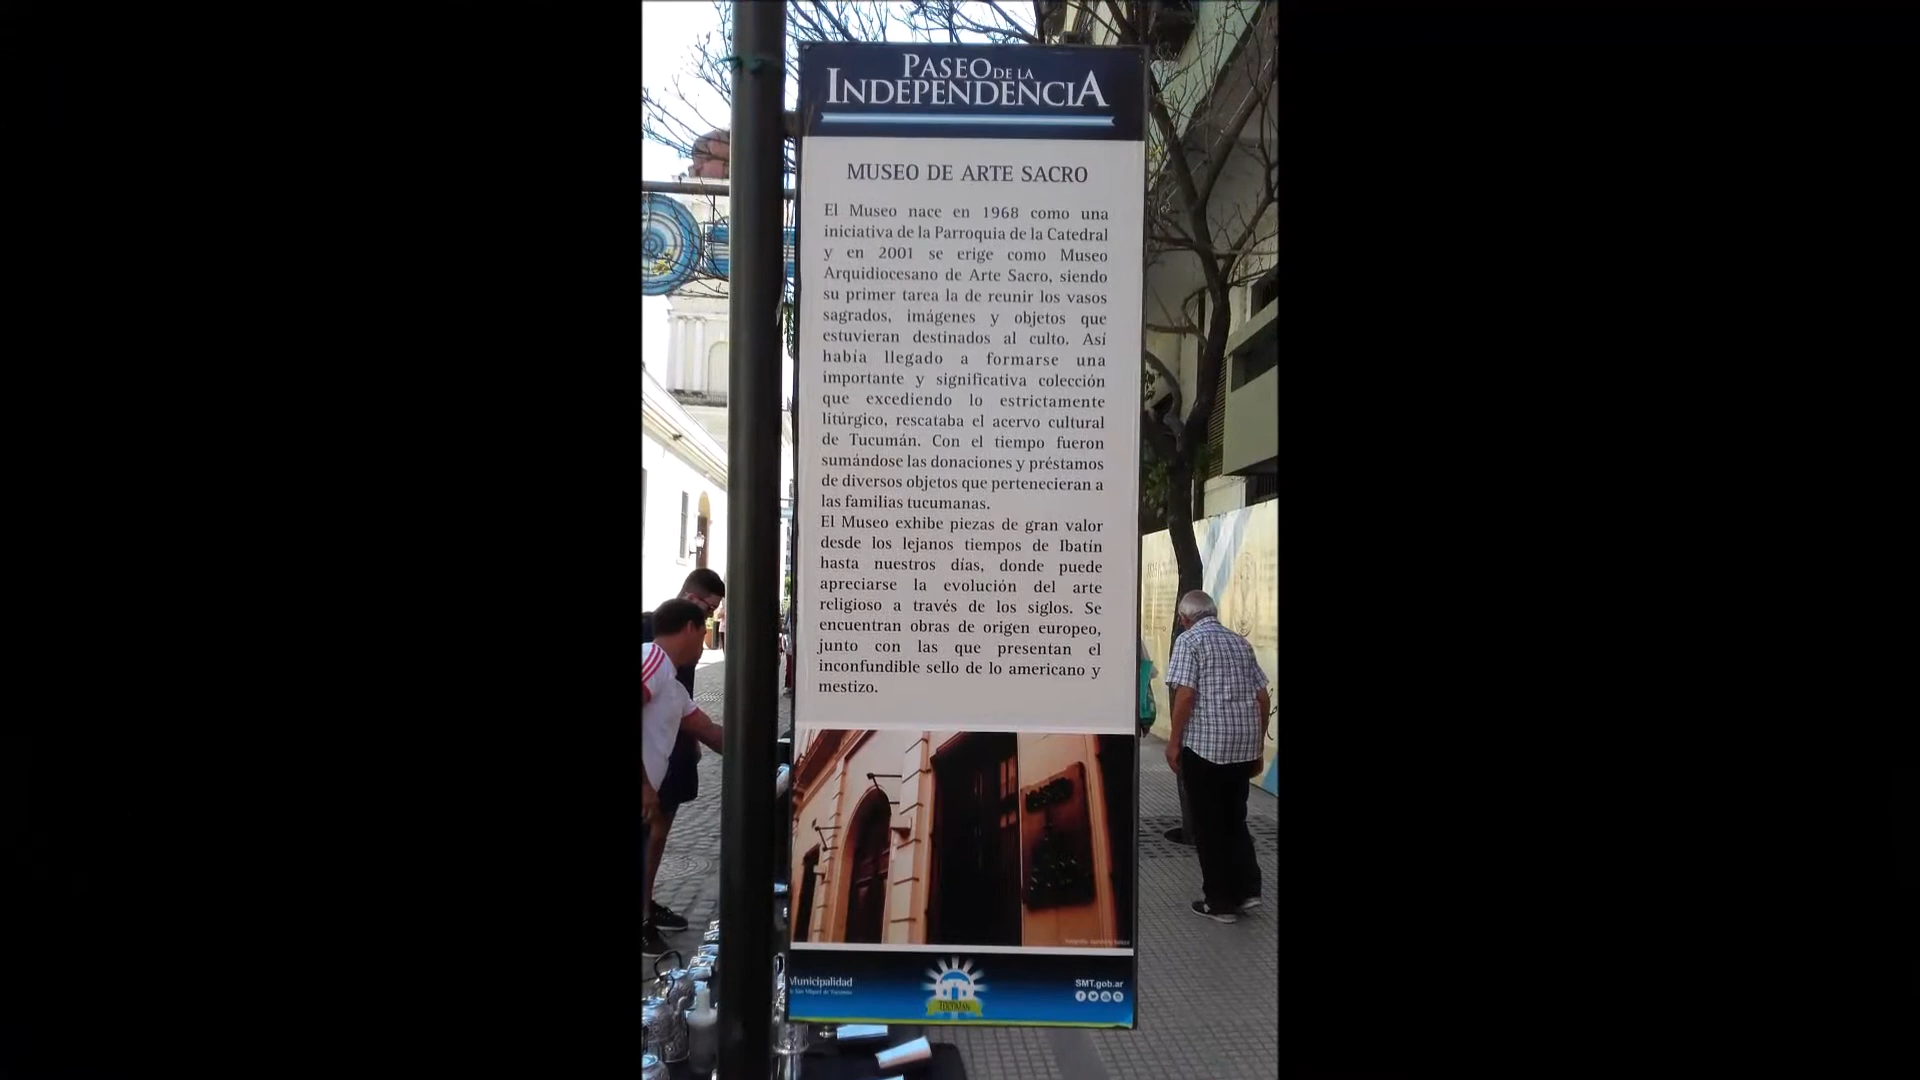 PASEO DE LA
INDEPENDENCIA
MUSEO DE ARTE SACRO
El Museo nace en 1968 como una
iniciativa de la Parroquia de la Catedral
y en 2001 se erige como Museo
Arquidiocesano de Arte Sacro, siendo
su primer tarea la de reunir los vasos
sagrados, imágenes y objetos que
estuvieran destinados al culto. Así
había llegado a formarse una
importante y significativa colección
que excediendo lo estrictamente
litúrgico, rescataba el acervo cultural
de Tucumán. Con el tiempo fueron
sumándose las donaciones y préstamos
de diversos objetos que pertenecieran a
las familias tucumanas.
El Museo exhibe piezas de gran valor
desde los lejanos tiempos de Ibatín
hasta nuestros días, donde puede
apreciarse la evolución del arte
religioso a través de los siglos. Se
encuentran obras de origen europeo,
junto con las que presentan el
inconfundible sello de lo americano y
mestizo.
MUSEO
Municipalidad
San Miguel de Tucumán
TUCUMÁN
SMT.gob.ar